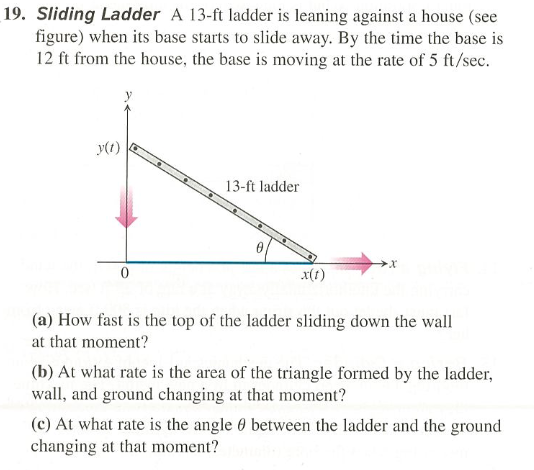 19. Sliding Ladder A 13-ft ladder is leaning against a house (see
figure) when its base starts to slide away. By the time the base is
12 ft from the house, the base is moving at the rate of 5 ft/sec.
y
y(t)
13-ft ladder
θ
0
x(t)
x
(a) How fast is the top of the ladder sliding down the wall
at that moment?
(b) At what rate is the area of the triangle formed by the ladder,
wall, and ground changing at that moment?
(c) At what rate is the angle θ between the ladder and the ground
changing at that moment?